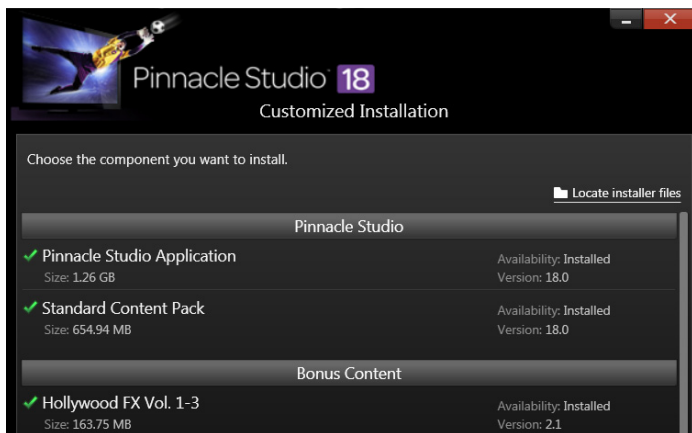 Pinnacle Studio™ 18
Customized Installation
Choose the component you want to install.
Locate installer files
Pinnacle Studio
Pinnacle Studio Application
Availability: Installed
Size: 1.26 GB
Version: 18.0
Standard Content Pack
Availability: Installed
Size: 654.94 MB
Version: 18.0
Bonus Content
Hollywood FX Vol. 1-3
Availability: Installed
Size: 163.75 MB
Version: 2.1